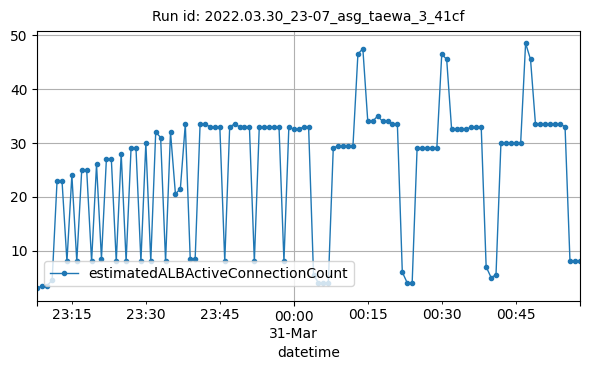 Run id: 2022.03.30_23-07_asg_taewa_3_41cf
50
40
30
20
10
estimatedALBActiveConnectionCount
23:15 23:30 23:45 00:00 00:15 00:30 00:45
31-Mar
datetime